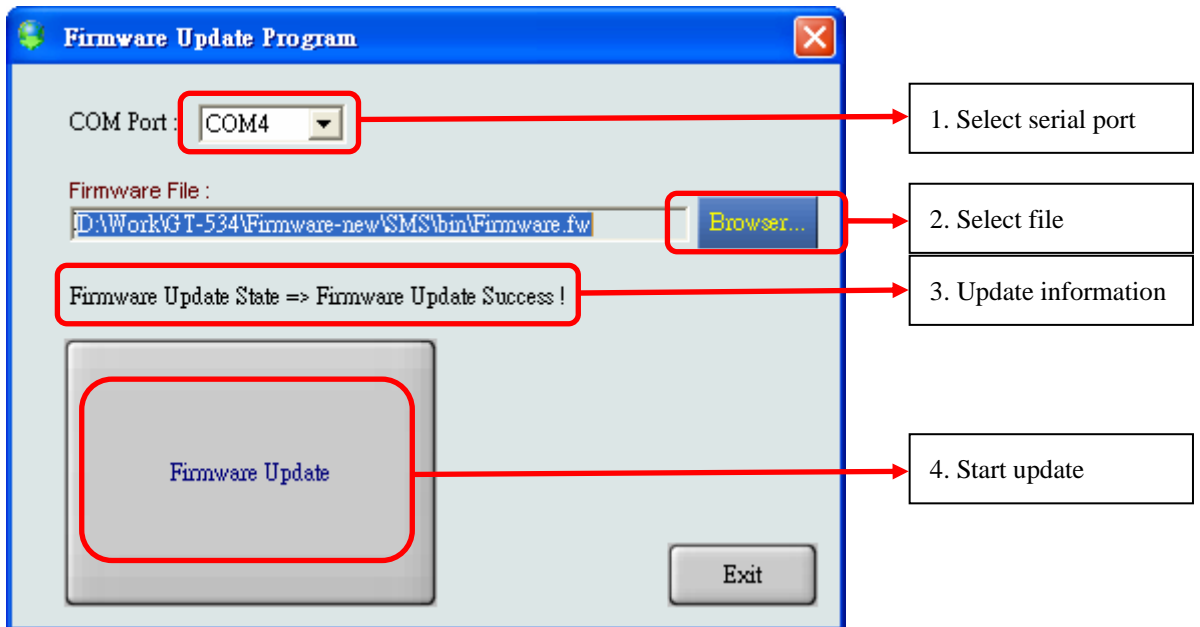 Firmware Update Program
COM Port : COM4
1. Select serial port
Firmware File :
D:\Work\GT-534\Firmware-new\SMS\bin\Firmware.fw
Browser...
2. Select file
Firmware Update State => Firmware Update Success !
3. Update information
Firmware Update
4. Start update
Exit